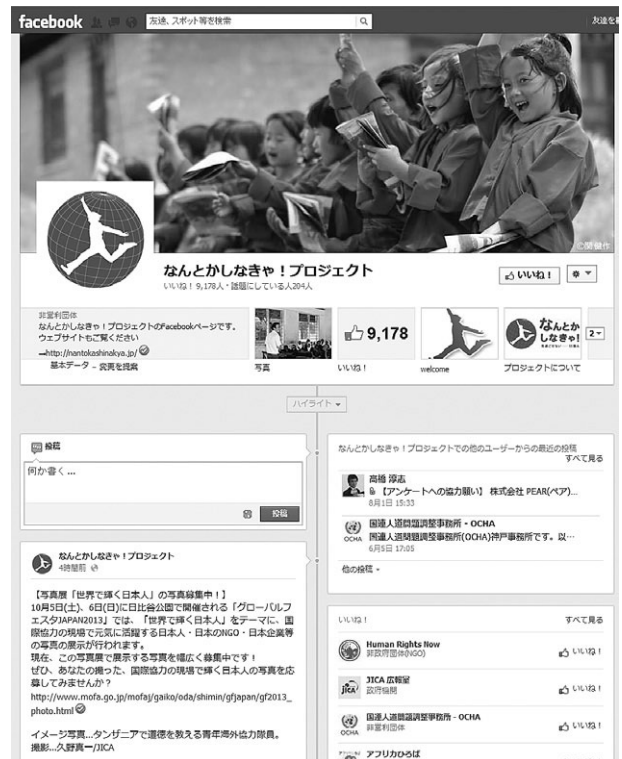 facebook
友達、スポット等を検索
友達を
©関健作
なんとかしなきゃ！プロジェクト
いいね！ 9,178人・話題にしている人204人
いいね！
非営利団体
なんとかしなきゃ！プロジェクトのFacebookページです。
ウェブサイトもご覧ください
→http://nantokashinakya.jp/
基本データ - 変更を提案
写真
9,178
いいね！
welcome
なんとか
しなきゃ!
プロジェクトについて
2
ハイライト
投稿
何か書く...
投稿
なんとかしなきゃ！プロジェクト
4時間前
【写真展「世界で輝く日本人」の写真募集中！】
10月5日(土)、6日(日)に日比谷公園で開催される「グローバルフ
ェスタJAPAN2013」では、「世界で輝く日本人」をテーマに、国
際協力の現場で元気に活躍する日本人・日本のNGO・日本企業等
の写真の展示が行われます。
現在、この写真展で展示する写真を幅広く募集中です！
ぜひ、あなたの撮った、国際協力の現場で輝く日本人の写真を応
募してみませんか？
http://www.mofa.go.jp/mofaj/gaiko/oda/shimin/gfjapan/gf2013_
photo.html
イメージ写真...タンザニアで道徳を教える青年海外協力隊員。
撮影...久野真一/JICA
なんとかしなきゃ！プロジェクトでの他のユーザーからの最近の投稿
すべて見る
高橋 淳志
【アンケートへの協力願い】 株式会社 PEAR(ペア)...
8月1日 15:33
OCHA
国連人道問題調整事務所・OCHA
国連人道問題調整事務所(OCHA)神戸事務所です。以…
6月5日 17:05
他の投稿
いいね！
すべて見る
Human Rights Now
非政府団体(NGO)
いいね！
jica
JICA 広報室
政府機関
いいね！
OCHA
国連人道問題調整事務所 - OCHA
非営利団体
いいね！
アフリカひろば